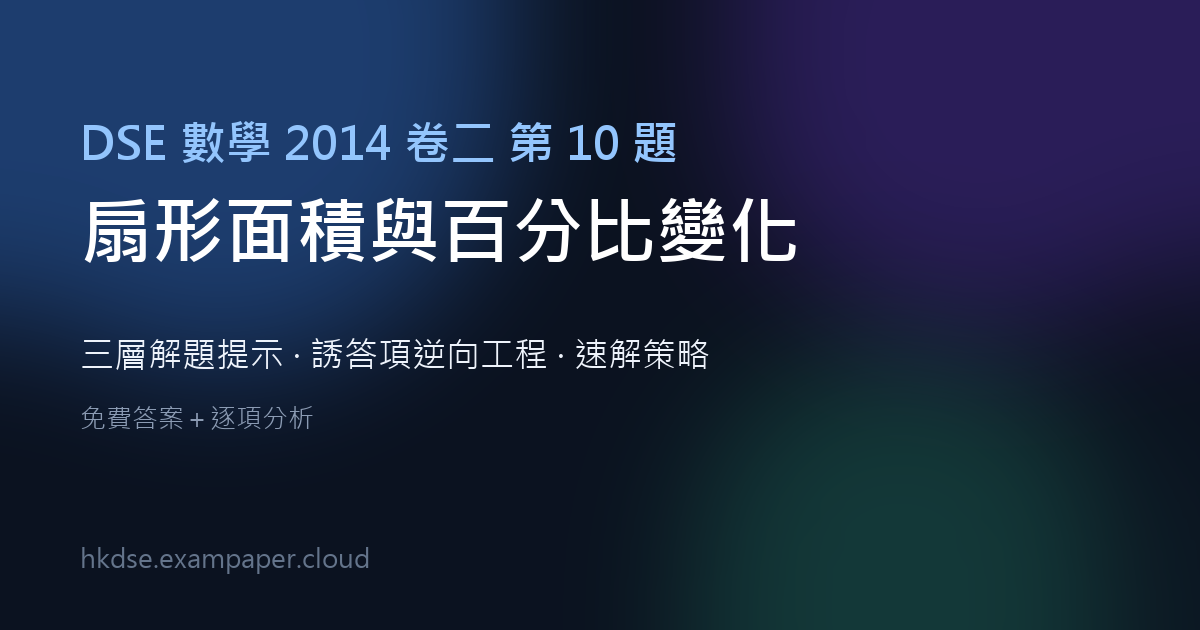 DSE 數學 2014 卷二 第 10 題
扇形面積與百分比變化
三層解題提示 · 誘答項逆向工程 · 速解策略
免費答案 + 逐項分析
hkdse.exampaper.cloud